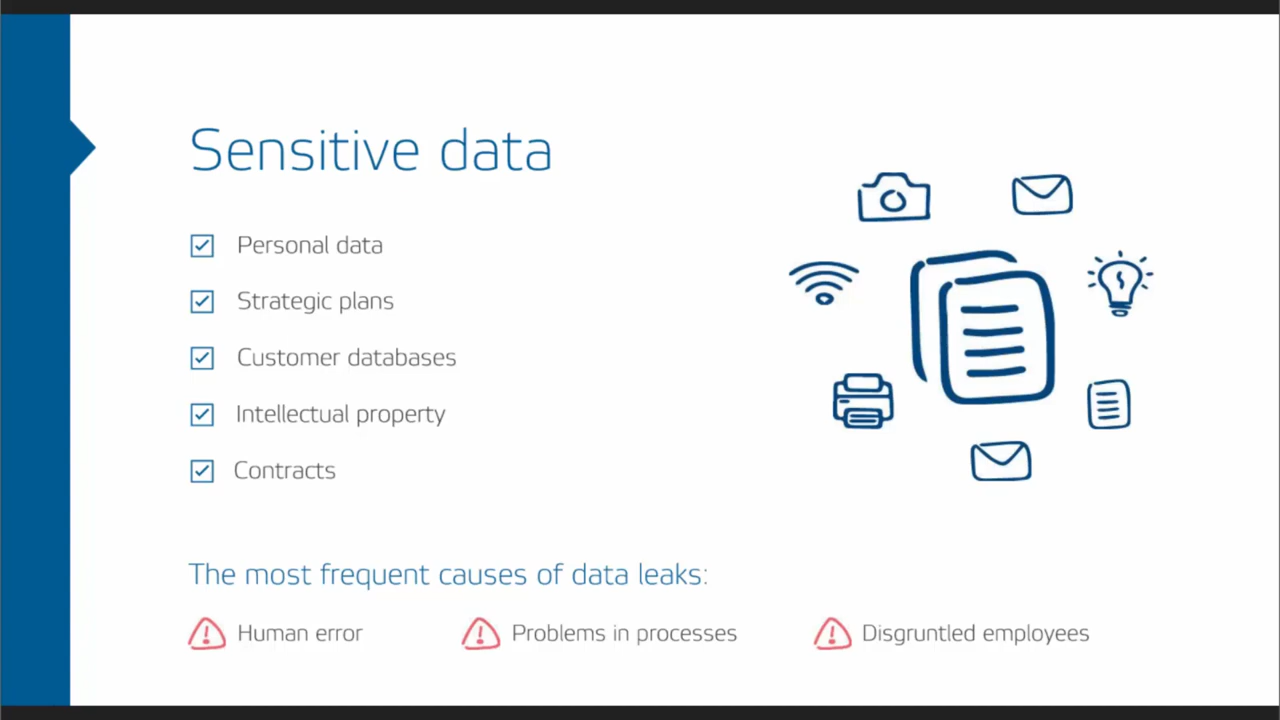 Sensitive data
Personal data
Strategic plans
Customer databases
Intellectual property
Contracts
The most frequent causes of data leaks:
Human error
Problems in processes
Disgruntled employees